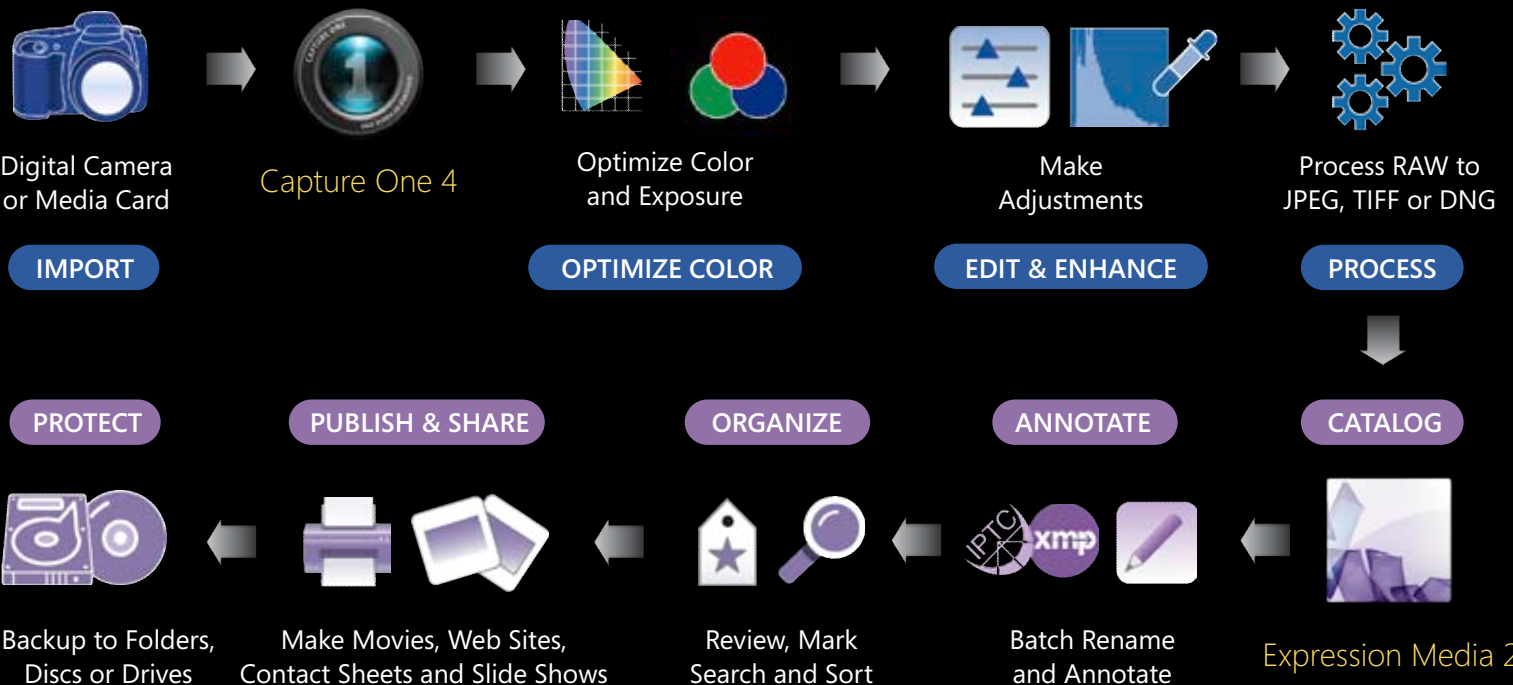 Digital Camera
or Media Card
IMPORT
CAPTURE ONE
1
Capture One 4
Optimize Color
and Exposure
OPTIMIZE COLOR
Make
Adjustments
EDIT & ENHANCE
Process RAW to
JPEG, TIFF or DNG
PROCESS
PROTECT
Backup to Folders,
Discs or Drives
PUBLISH & SHARE
Make Movies, Web Sites,
Contact Sheets and Slide Shows
ORGANIZE
Review, Mark
Search and Sort
ANNOTATE
IPTC
xmp
Batch Rename
and Annotate
CATALOG
Expression Media 2